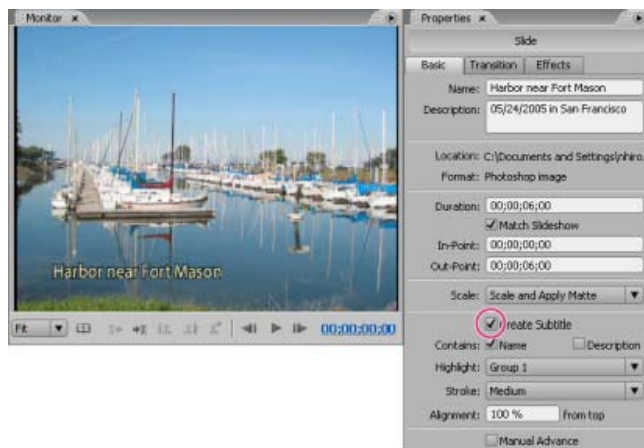 Monitor x
Harbor near Fort Mason
Fit
00;00;00;00
Properties x
Slide
Basic Transition Effects
Name: Harbor near Fort Mason
Description: 05/24/2005 in San Francisco
Location: C:\Documents and Settings\nhiro
Format: Photoshop image
Duration: 00;00;06;00
Match Slideshow
In-Point: 00;00;00;00
Out-Point: 00;00;06;00
Scale: Scale and Apply Matte
Create Subtitle
Contains: Name Description
Highlight: Group 1
Stroke: Medium
Alignment: 100 % from top
Manual Advance